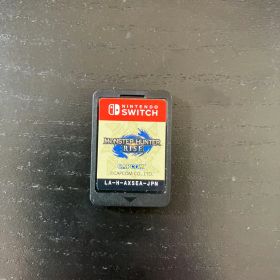 NINTENDO
SWITCH
MONSTER HUNTER
RISE
CAPCOM
©CAPCOM CO., LTD.
LA-H-AXSEA-JPN